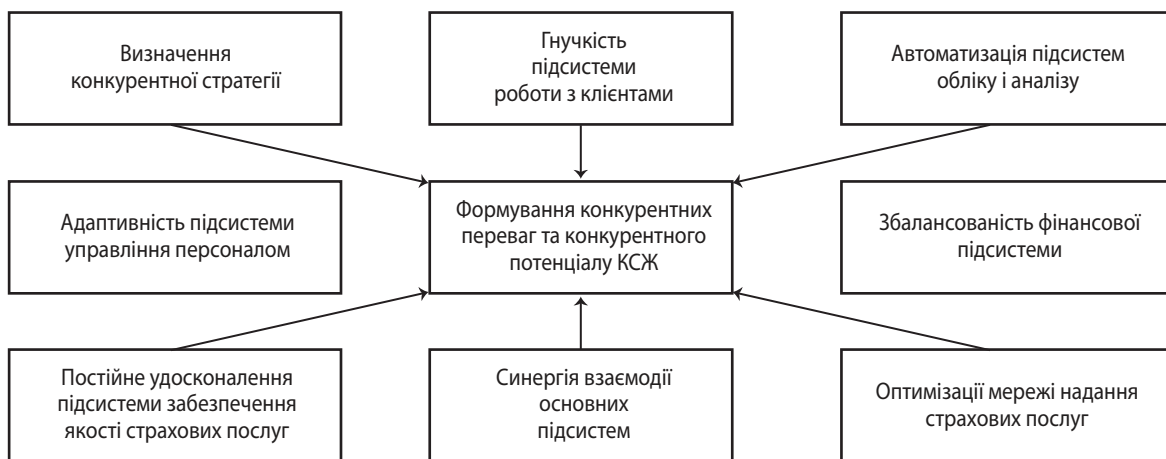 Визначення
конкурентної стратегії
Гнучкість
підсистеми
роботи з клієнтами
Автоматизація підсистем
обліку і аналізу
Адаптивність підсистеми
управління персоналом
Формування конкурентних
переваг та конкурентного
потенціалу КСЖ
Збалансованість фінансової
підсистеми
Постійне удосконалення
підсистеми забезпечення
якості страхових послуг
Синергія взаємодії
основних
підсистем
Оптимізації мережі надання
страхових послуг